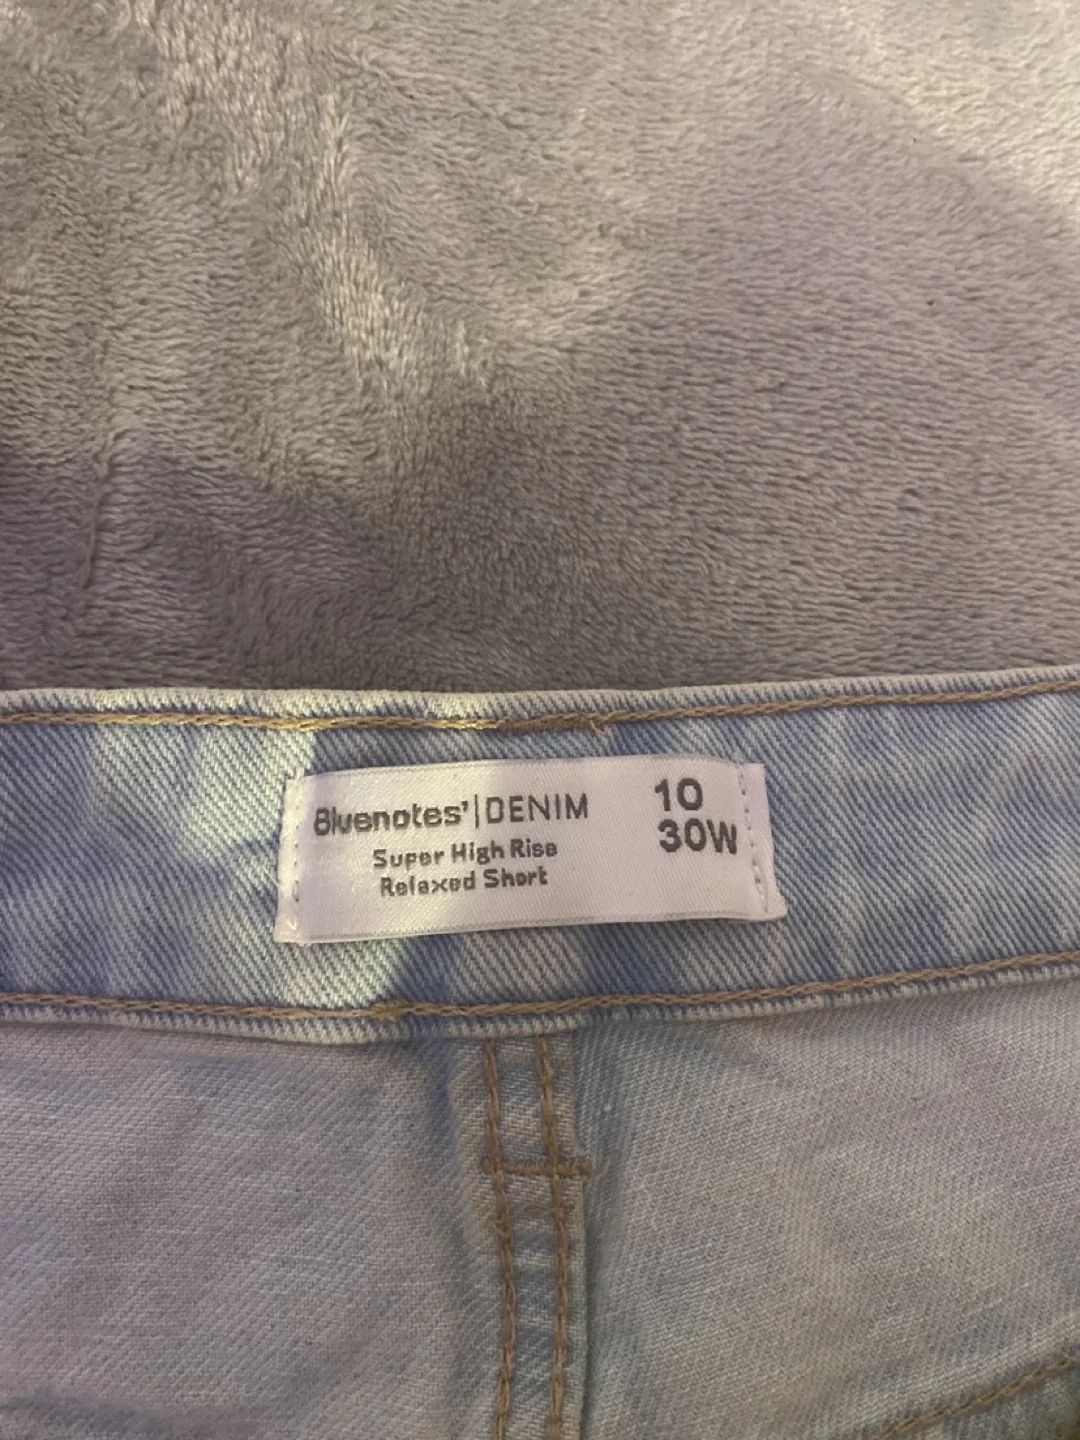 Bluenotes'|DENIM
Super High Rise
Relaxed Short
10
30W